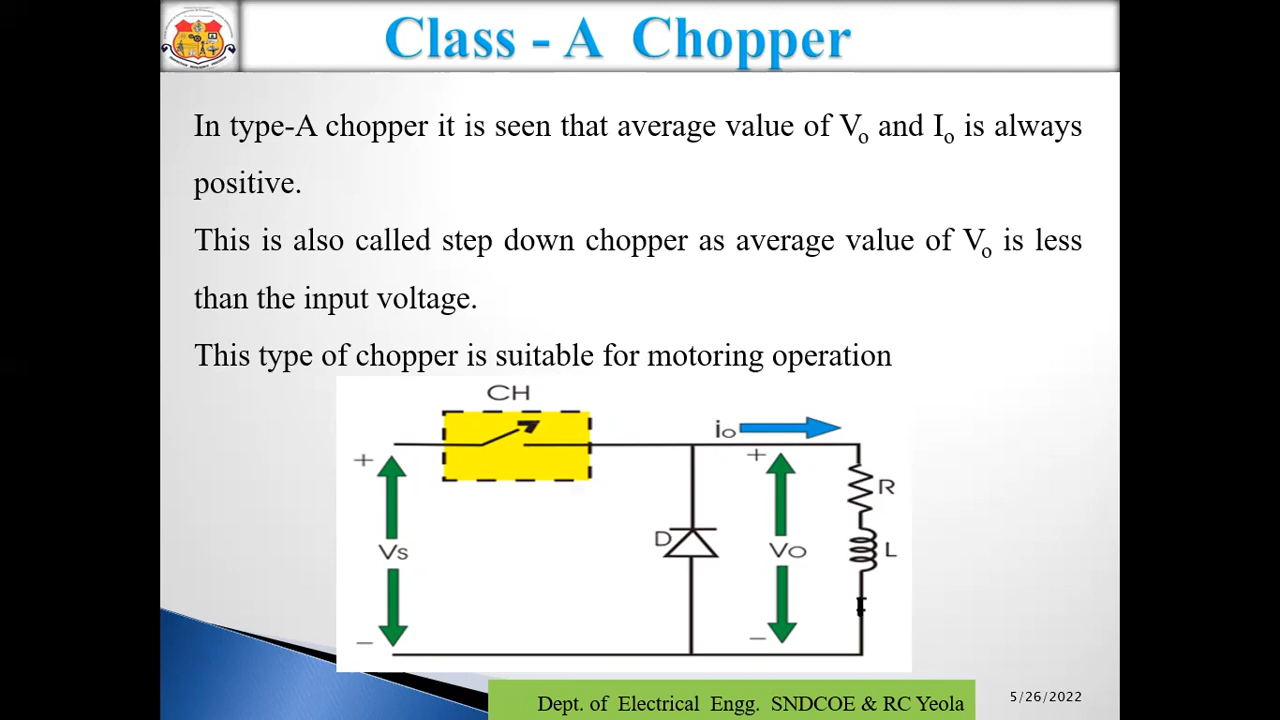 Class - A Chopper
In type-A chopper it is seen that average value of Vo and Io is always
positive.
This is also called step down chopper as average value of Vo is less
than the input voltage.
This type of chopper is suitable for motoring operation
CH
io
+
+
R
D
Vs
VO
L
–
–
Dept. of Electrical Engg. SNDCOE & RC Yeola
5/26/2022